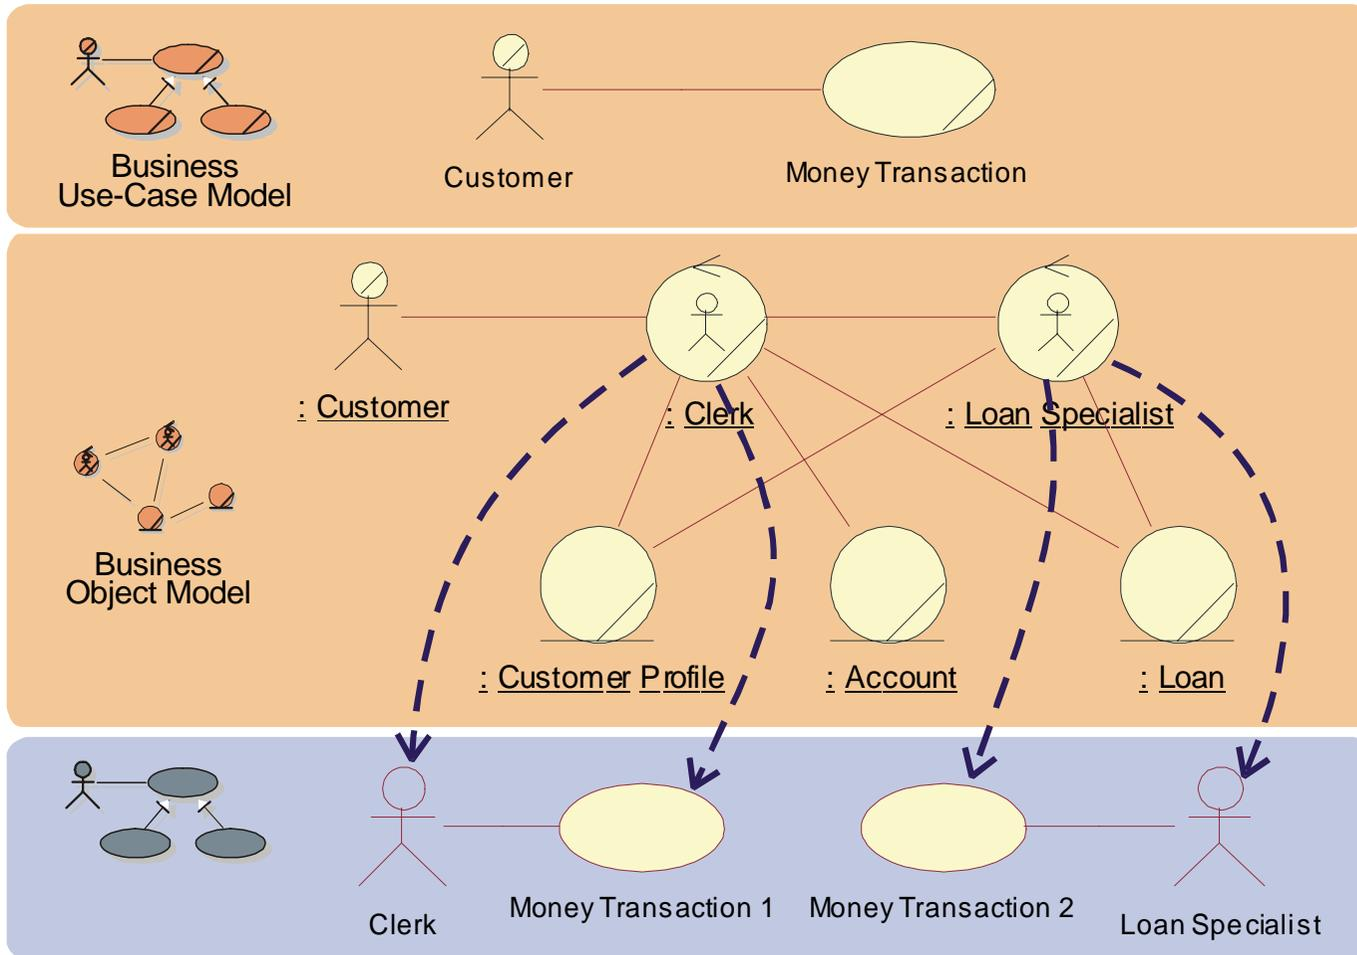 Business
Use-Case Model
Customer
Money Transaction
: Customer
: Clerk
: Loan Specialist
Business
Object Model
: Customer Profile
: Account
: Loan
Clerk
Money Transaction 1
Money Transaction 2
Loan Specialist